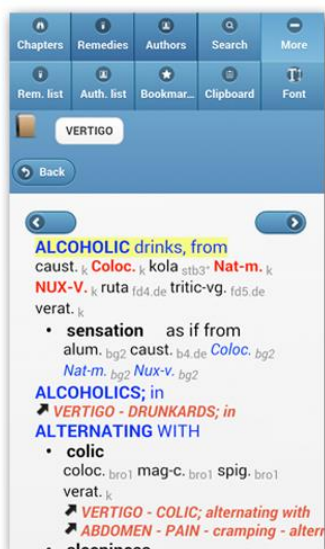 Chapters Remedies Authors Search More
Rem. list Auth. list Bookmar... Clipboard Font
VERTIGO
Back
ALCOHOLIC drinks, from
caust. k Coloc. k kola stb3* Nat-m. k
NUX-V. k ruta fd4.de tritic-vg. fd5.de
verat. k
• sensation as if from
alum. bg2 caust. b4.de Coloc. bg2
Nat-m. bg2 Nux-v. bg2
ALCOHOLICS; in
VERTIGO - DRUNKARDS; in
ALTERNATING WITH
• colic
coloc. bro1 mag-c. bro1 spig. bro1
verat. k
VERTIGO - COLIC; alternating with
ABDOMEN - PAIN - cramping - altern